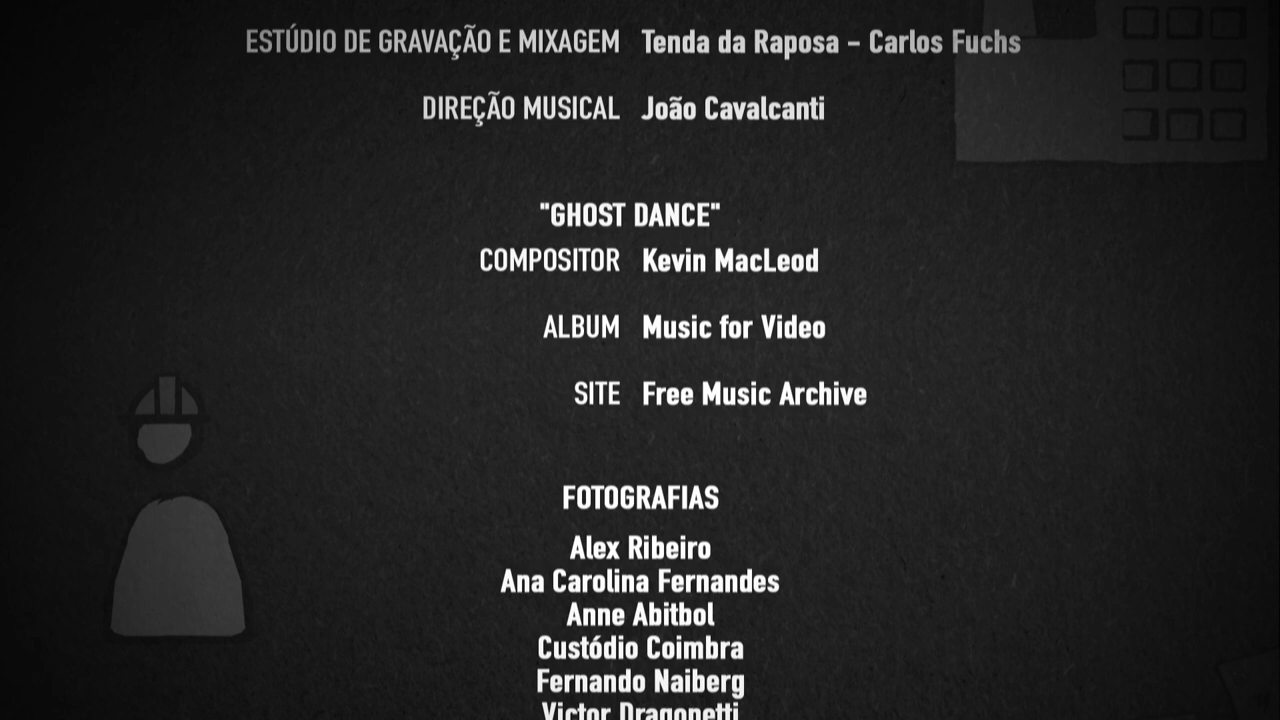 ESTÚDIO DE GRAVAÇÃO E MIXAGEM Tenda da Raposa – Carlos Fuchs
DIREÇÃO MUSICAL João Cavalcanti
"GHOST DANCE"
COMPOSITOR Kevin MacLeod
ALBUM Music for Video
SITE Free Music Archive
FOTOGRAFIAS
Alex Ribeiro
Ana Carolina Fernandes
Anne Abitbol
Custódio Coimbra
Fernando Naiberg
Victor Dragonetti